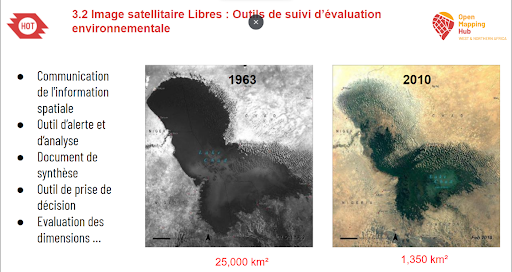 3.2 Image satellitaire Libres : Outils de suivi d'évaluation
environnementale
HOT
Open
Mapping
Hub
● Communication
de l'information
spatiale
● Outil d'alerte et
d'analyse
● Document de
synthèse
● Outil de prise de
décision
● Evaluation des
dimensions ...
1963
2010
25,000 km²
1,350 km²